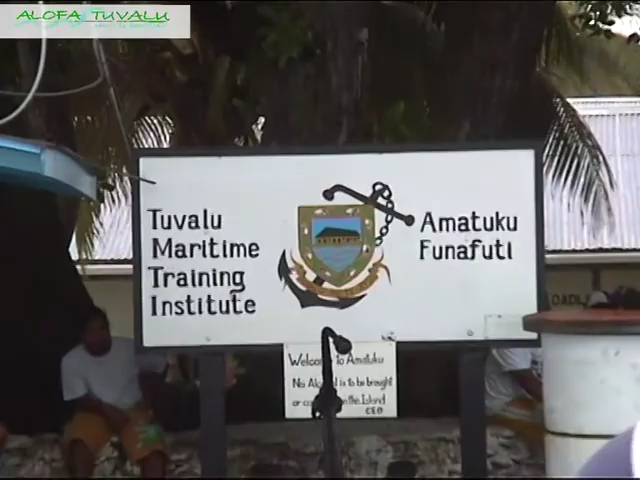 ALOFA TUVALU
Tuvalu
Maritime
Training
Institute
Amatuku
Funafuti
Welcome to Amatuku
No is to be brought
or the Island
CEO